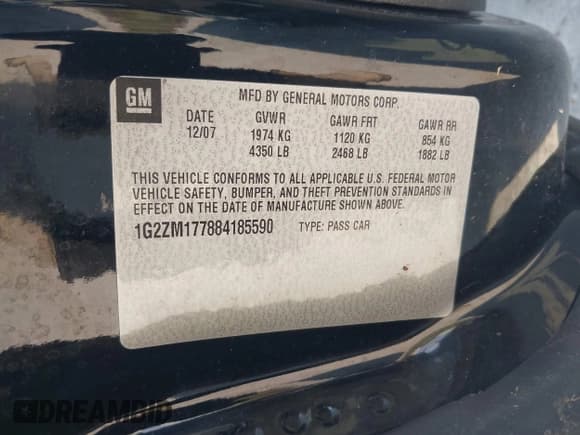 GM
MFD BY GENERAL MOTORS CORP.
DATE GVWR GAWR FRT GAWR RR
12/07 1974 KG 1120 KG 854 KG
4350 LB 2468 LB 1882 LB
THIS VEHICLE CONFORMS TO ALL APPLICABLE U.S. FEDERAL MOTOR
VEHICLE SAFETY, BUMPER, AND THEFT PREVENTION STANDARDS IN
EFFECT ON THE DATE OF MANUFACTURE SHOWN ABOVE.
1G2ZM177884185590 TYPE: PASS CAR
DREAMBID